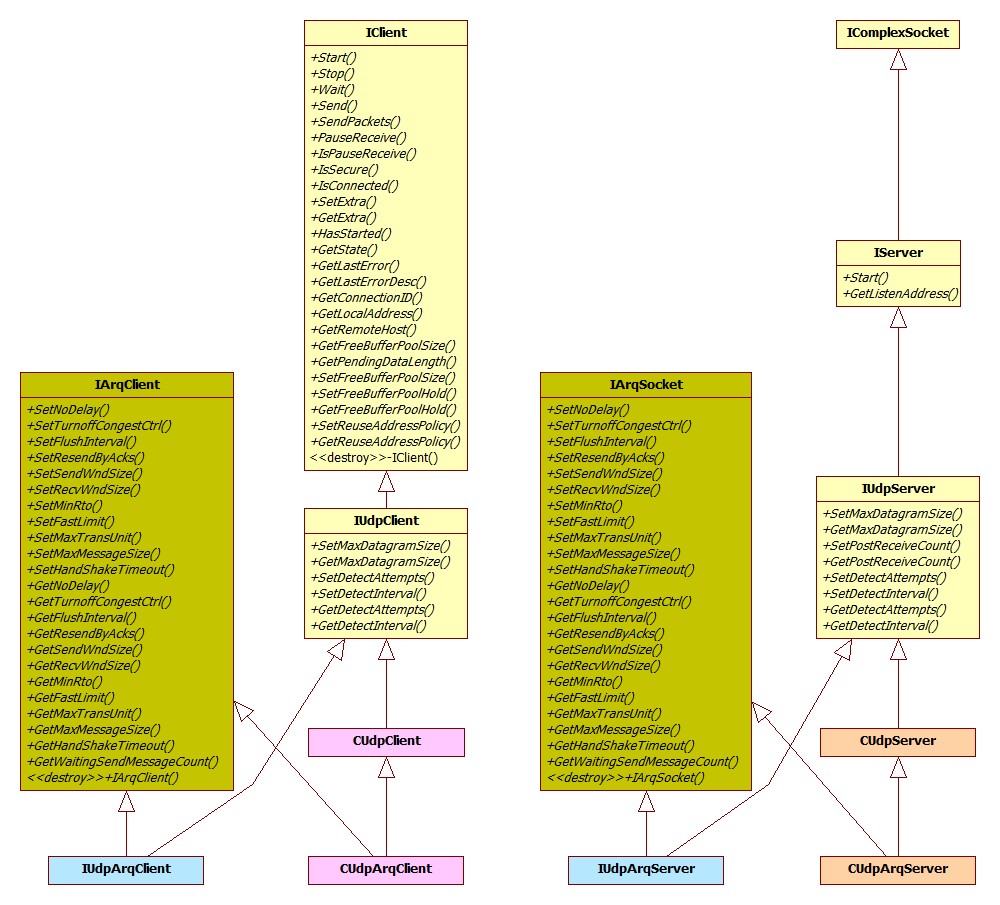 IClient
+Start()
+Stop()
+Wait()
+Send()
+SendPackets()
+PauseReceive()
+IsPauseReceive()
+IsSecure()
+IsConnected()
+SetExtra()
+GetExtra()
+HasStarted()
+GetState()
+GetLastError()
+GetLastErrorDesc()
+GetConnectionID()
+GetLocalAddress()
+GetRemoteHost()
+GetFreeBufferPoolSize()
+GetPendingDataLength()
+SetFreeBufferPoolSize()
+SetFreeBufferPoolHold()
+GetFreeBufferPoolHold()
+SetReuseAddressPolicy()
+GetReuseAddressPolicy()
<<destroy>>-IClient()
IComplexSocket
IServer
+Start()
+GetListenAddress()
IArqClient
+SetNoDelay()
+SetTurnoffCongestCtrl()
+SetFlushInterval()
+SetResendByAcks()
+SetSendWndSize()
+SetRecvWndSize()
+SetMinRto()
+SetFastLimit()
+SetMaxTransUnit()
+SetMaxMessageSize()
+SetHandShakeTimeout()
+GetNoDelay()
+GetTurnoffCongestCtrl()
+GetFlushInterval()
+GetResendByAcks()
+GetSendWndSize()
+GetRecvWndSize()
+GetMinRto()
+GetFastLimit()
+GetMaxTransUnit()
+GetMaxMessageSize()
+GetHandShakeTimeout()
+GetWaitingSendMessageCount()
<<destroy>>+IArqClient()
IUdpClient
+SetMaxDatagramSize()
+GetMaxDatagramSize()
+SetDetectAttempts()
+SetDetectInterval()
+GetDetectAttempts()
+GetDetectInterval()
IArqSocket
+SetNoDelay()
+SetTurnoffCongestCtrl()
+SetFlushInterval()
+SetResendByAcks()
+SetSendWndSize()
+SetRecvWndSize()
+SetMinRto()
+SetFastLimit()
+SetMaxTransUnit()
+SetMaxMessageSize()
+SetHandShakeTimeout()
+GetNoDelay()
+GetTurnoffCongestCtrl()
+GetFlushInterval()
+GetResendByAcks()
+GetSendWndSize()
+GetRecvWndSize()
+GetMinRto()
+GetFastLimit()
+GetMaxTransUnit()
+GetMaxMessageSize()
+GetHandShakeTimeout()
+GetWaitingSendMessageCount()
<<destroy>>+IArqSocket()
IUdpServer
+SetMaxDatagramSize()
+GetMaxDatagramSize()
+SetPostReceiveCount()
+GetPostReceiveCount()
+SetDetectAttempts()
+SetDetectInterval()
+GetDetectAttempts()
+GetDetectInterval()
CUdpClient
CUdpServer
IUdpArqClient
CUdpArqClient
IUdpArqServer
CUdpArqServer